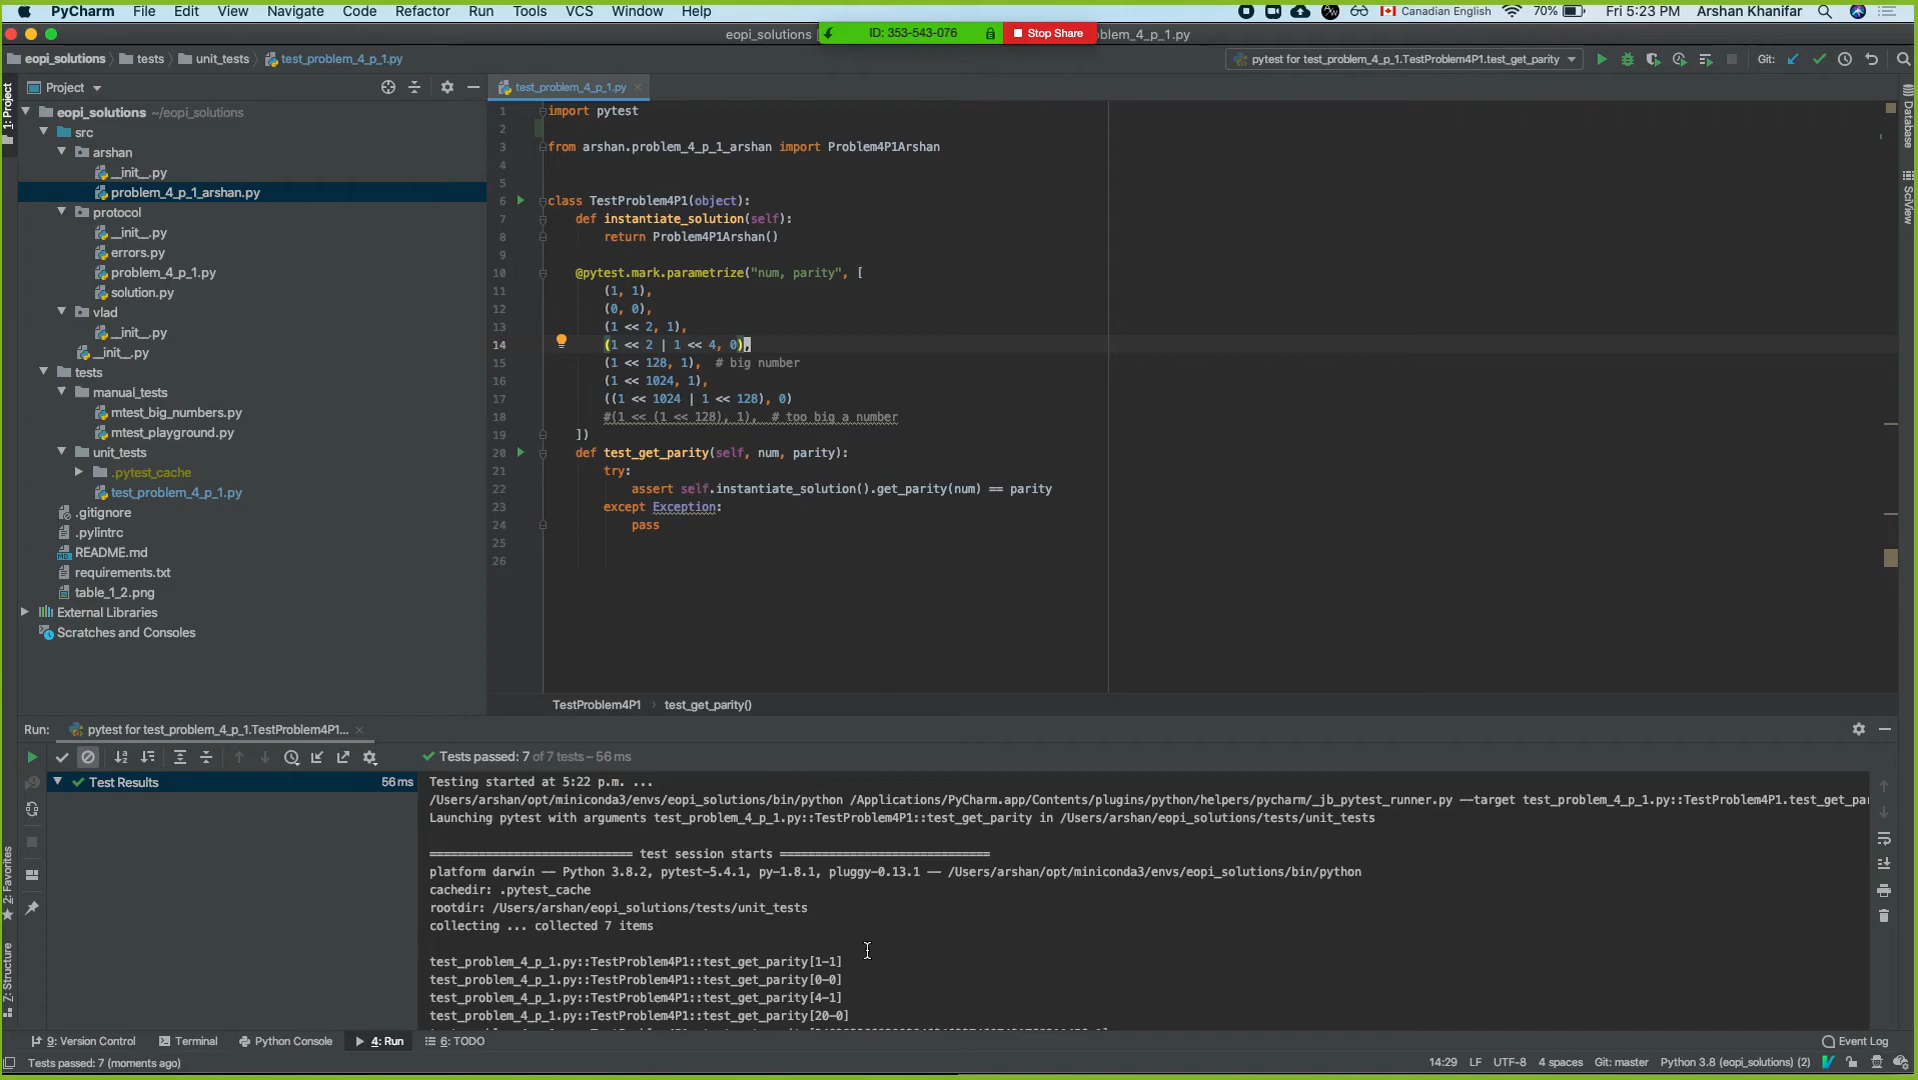 PyCharm File Edit View Navigate Code Refactor Run Tools VCS Window Help
Canadian English 70% Fri 5:23 PM Arshan Khanifar
eopi_solutions
ID: 353-543-076 Stop Share
blem_4_p_1.py
eopi_solutions tests unit_tests test_problem_4_p_1.py
pytest for test_problem_4_p_1.TestProblem4P1.test_get_parity
Git:
1: Project
Project
eopi_solutions ~/eopi_solutions
src
arshan
__init__.py
problem_4_p_1_arshan.py
protocol
__init__.py
errors.py
problem_4_p_1.py
solution.py
vlad
__init__.py
__init__.py
tests
manual_tests
mtest_big_numbers.py
mtest_playground.py
unit_tests
.pytest_cache
test_problem_4_p_1.py
.gitignore
.pylintrc
README.md
requirements.txt
table_1_2.png
External Libraries
Scratches and Consoles
test_problem_4_p_1.py
1 import pytest
2
3 from arshan.problem_4_p_1_arshan import Problem4P1Arshan
4
5
6 class TestProblem4P1(object):
7 def instantiate_solution(self):
8 return Problem4P1Arshan()
9
10 @pytest.mark.parametrize("num, parity", [
11 (1, 1),
12 (0, 0),
13 (1 << 2, 1),
14 (1 << 2 | 1 << 4, 0),
15 (1 << 128, 1), # big number
16 (1 << 1024, 1),
17 ((1 << 1024 | 1 << 128), 0)
18 #(1 << (1 << 128), 1), # too big a number
19 ])
20 def test_get_parity(self, num, parity):
21 try:
22 assert self.instantiate_solution().get_parity(num) == parity
23 except Exception:
24 pass
25
26
TestProblem4P1 › test_get_parity()
Database
SciView
Run: pytest for test_problem_4_p_1.TestProblem4P1...
Tests passed: 7 of 7 tests – 56 ms
Test Results 56 ms
Testing started at 5:22 p.m. ...
/Users/arshan/opt/miniconda3/envs/eopi_solutions/bin/python /Applications/PyCharm.app/Contents/plugins/python/helpers/pycharm/_jb_pytest_runner.py --target test_problem_4_p_1.py::TestProblem4P1.test_get_par
Launching pytest with arguments test_problem_4_p_1.py::TestProblem4P1::test_get_parity in /Users/arshan/eopi_solutions/tests/unit_tests
============================= test session starts ==============================
platform darwin -- Python 3.8.2, pytest-5.4.1, py-1.8.1, pluggy-0.13.1 -- /Users/arshan/opt/miniconda3/envs/eopi_solutions/bin/python
cachedir: .pytest_cache
rootdir: /Users/arshan/eopi_solutions/tests/unit_tests
collecting ... collected 7 items
test_problem_4_p_1.py::TestProblem4P1::test_get_parity[1-1]
test_problem_4_p_1.py::TestProblem4P1::test_get_parity[0-0]
test_problem_4_p_1.py::TestProblem4P1::test_get_parity[4-1]
test_problem_4_p_1.py::TestProblem4P1::test_get_parity[20-0]
2: Favorites
7: Structure
9: Version Control Terminal Python Console 4: Run 6: TODO Event Log
Tests passed: 7 (moments ago) 14:29 LF UTF-8 4 spaces Git: master Python 3.8 (eopi_solutions) (2)